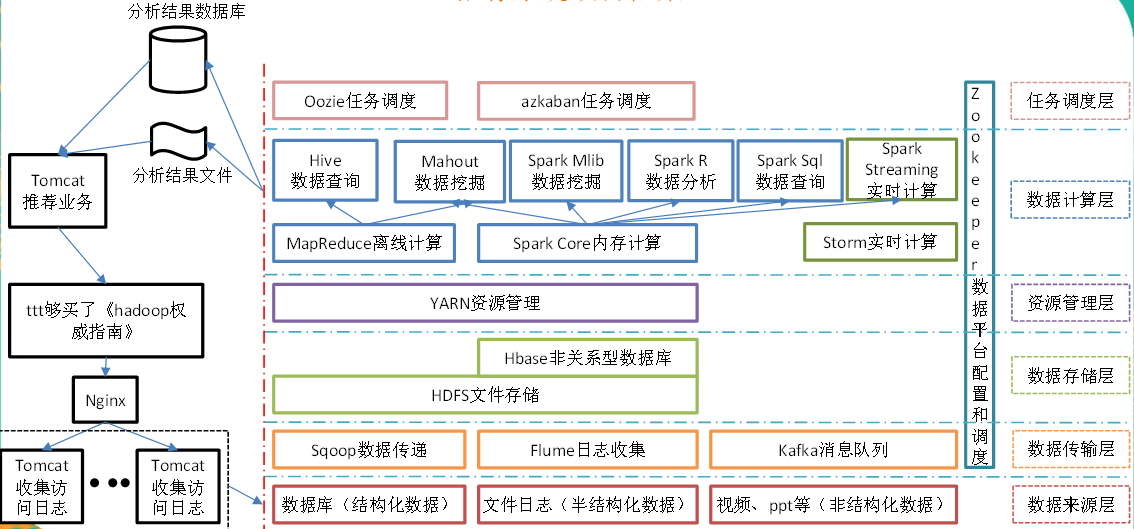 分析结果数据库
分析结果文件
Tomcat
推荐业务
ttt够买了《hadoop权
威指南》
Nginx
Tomcat
收集访
问日志
Tomcat
收集访
问日志
Oozie任务调度
azkaban任务调度
任务调度层
Hive
数据查询
Mahout
数据挖掘
Spark Mlib
数据挖掘
Spark R
数据分析
Spark Sql
数据查询
Spark
Streaming
实时计算
数据计算层
MapReduce离线计算
Spark Core内存计算
Storm实时计算
YARN资源管理
资源管理层
Hbase非关系型数据库
HDFS文件存储
数据存储层
Sqoop数据传递
Flume日志收集
Kafka消息队列
数据传输层
数据库（结构化数据）
文件日志（半结构化数据）
视频、ppt等（非结构化数据）
数据来源层
Zookeeper数据平台配置和调度